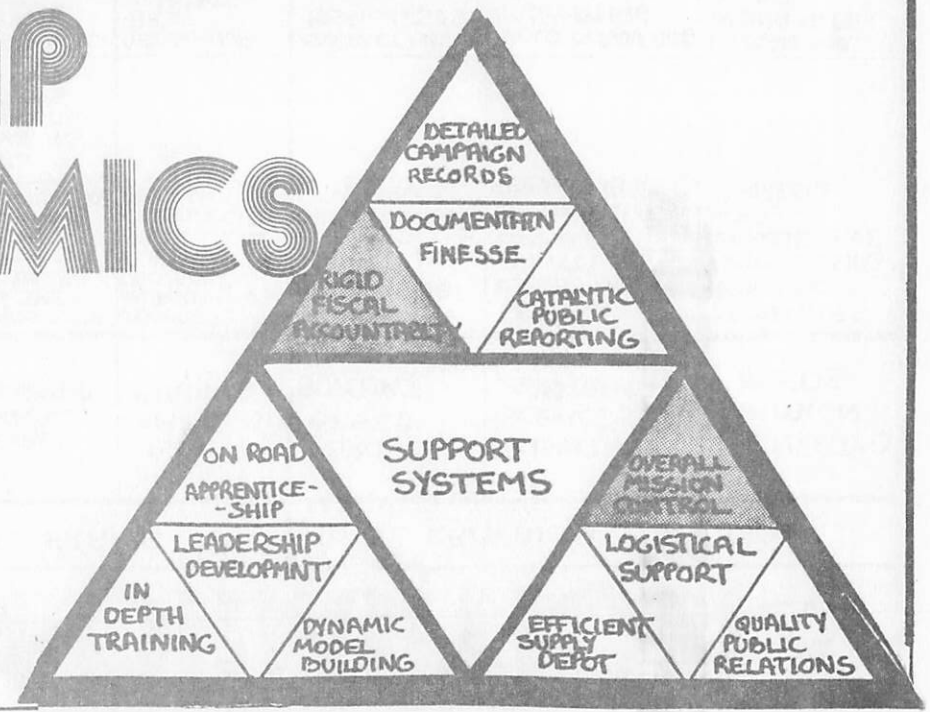 P
MICS
DETAILED
CAMPAIGN
RECORDS
DOCUMENTATN
FINESSE
RIGID
FISCAL
ACCOUNTABLTY
CATALYTIC
PUBLIC
REPORTING
SUPPORT
SYSTEMS
ON ROAD
APPRENTICE-
-SHIP
LEADERSHIP
DEVELOPMNT
IN
DEPTH
TRAINING
DYNAMIC
MODEL
BUILDING
OVERALL
MISSION
CONTROL
LOGISTICAL
SUPPORT
EFFICIENT
SUPPLY
DEPOT
QUALITY
PUBLIC
RELATIONS